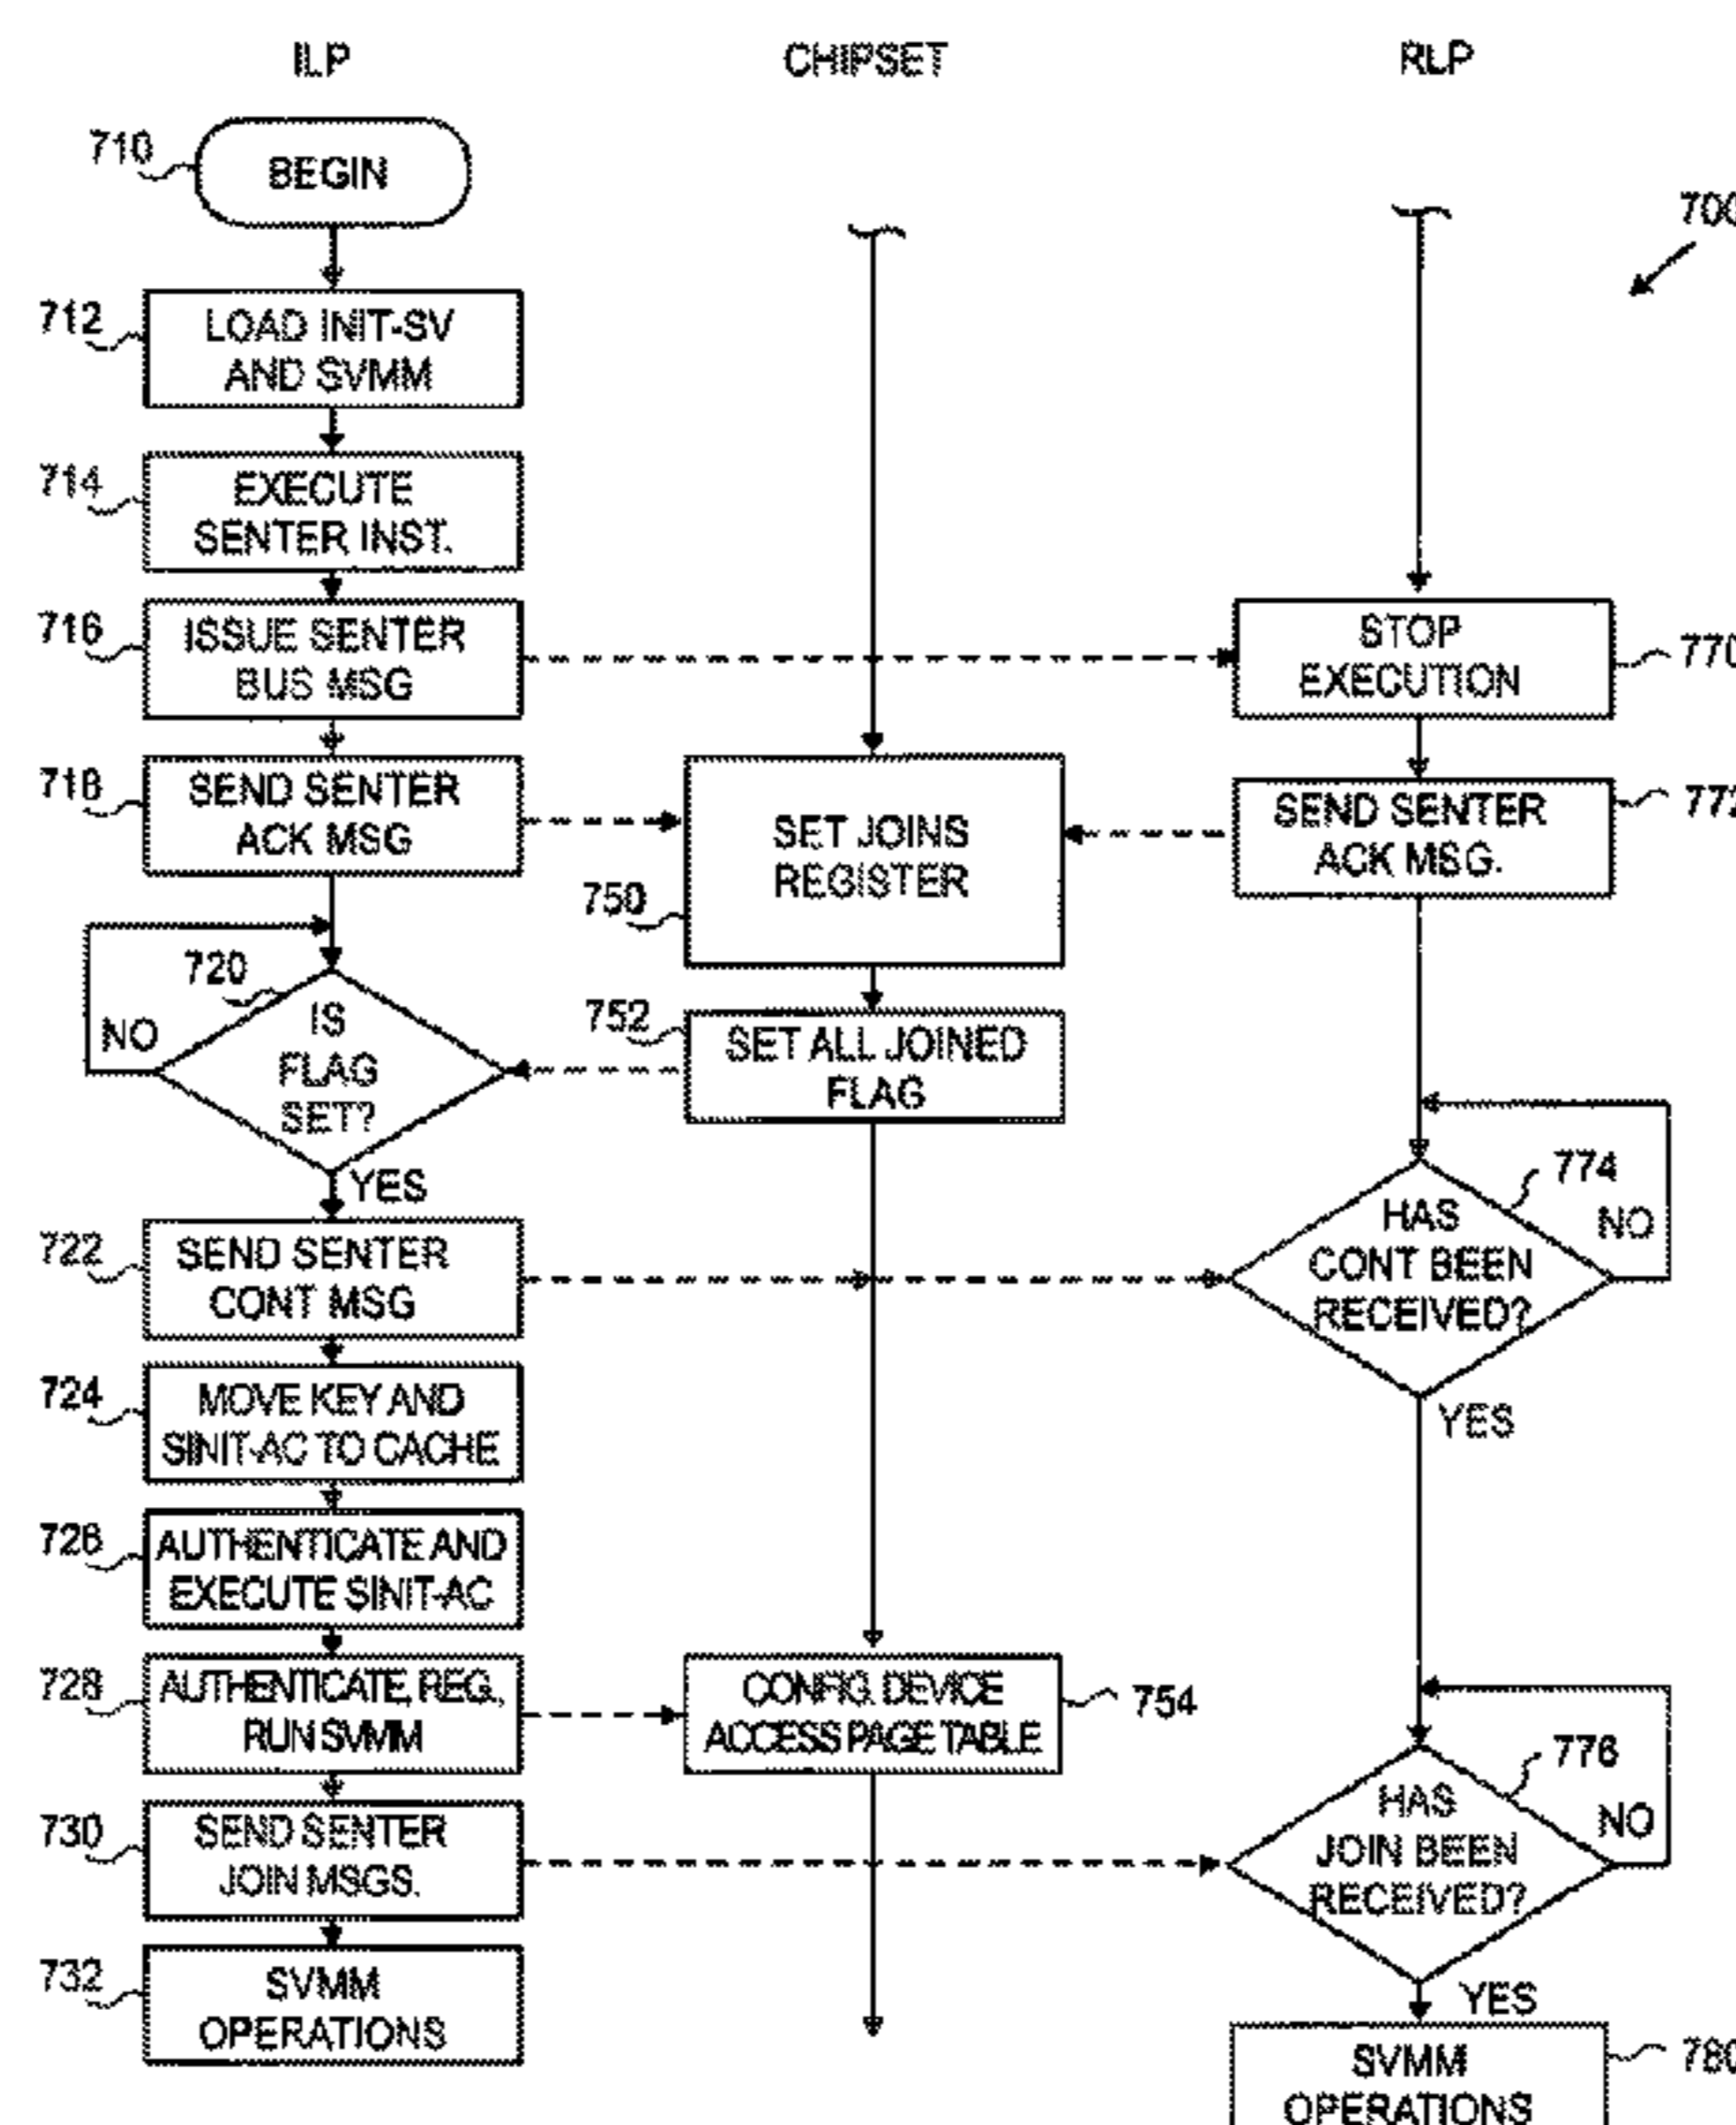 ILP
CHIPSET
RLP
710
BEGIN
700
712
LOAD INIT-SV
AND SVMM
714
EXECUTE
SENTER INST.
716
ISSUE SENTER
BUS MSG
STOP
EXECUTION
770
718
SEND SENTER
ACK MSG
SET JOINS
REGISTER
750
SEND SENTER
ACK MSG.
772
720
IS
FLAG
SET?
NO
YES
752
SET ALL JOINED
FLAG
774
HAS
CONT BEEN
RECEIVED?
NO
YES
722
SEND SENTER
CONT MSG
724
MOVE KEY AND
SINIT-AC TO CACHE
726
AUTHENTICATE AND
EXECUTE SINIT-AC
728
AUTHENTICATE, REG.,
RUN SVMM
CONFIG. DEVICE
ACCESS PAGE TABLE
754
776
HAS
JOIN BEEN
RECEIVED?
NO
YES
730
SEND SENTER
JOIN MSGS.
732
SVMM
OPERATIONS
SVMM
OPERATIONS
780